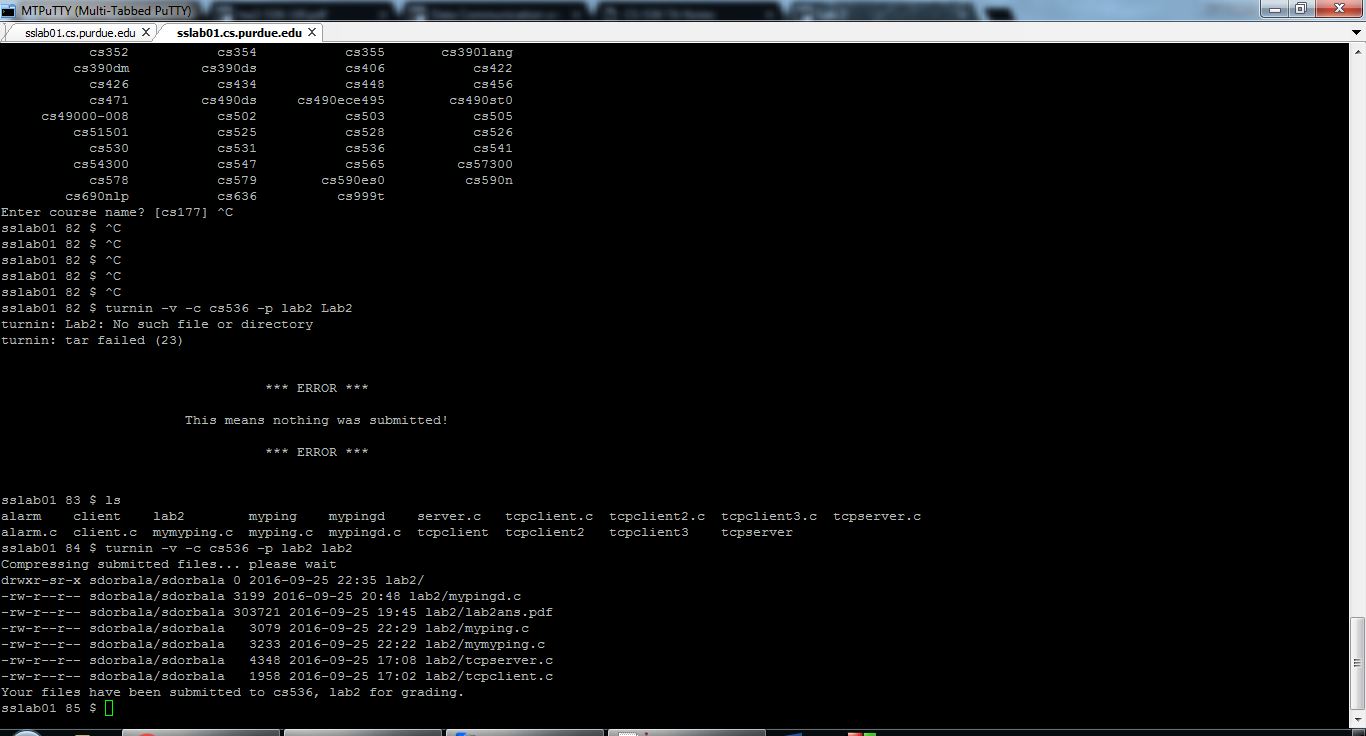 MTPuTTY (Multi-Tabbed PuTTY)
sslab01.cs.purdue.edu X sslab01.cs.purdue.edu X
cs352 cs354 cs355 cs390lang
cs390dm cs390ds cs406 cs422
cs426 cs434 cs448 cs456
cs471 cs490ds cs490ece495 cs490st0
cs49000-008 cs502 cs503 cs505
cs51501 cs525 cs528 cs526
cs530 cs531 cs536 cs541
cs54300 cs547 cs565 cs57300
cs578 cs579 cs590es0 cs590n
cs690nlp cs636 cs999t
Enter course name? [cs177] ^C
sslab01 82 $ ^C
sslab01 82 $ ^C
sslab01 82 $ ^C
sslab01 82 $ ^C
sslab01 82 $ ^C
sslab01 82 $ turnin -v -c cs536 -p lab2 Lab2
turnin: Lab2: No such file or directory
turnin: tar failed (23)
*** ERROR ***
This means nothing was submitted!
*** ERROR ***
sslab01 83 $ ls
alarm client lab2 myping mypingd server.c tcpclient.c tcpclient2.c tcpclient3.c tcpserver.c
alarm.c client.c mymyping.c myping.c mypingd.c tcpclient tcpclient2 tcpclient3 tcpserver
sslab01 84 $ turnin -v -c cs536 -p lab2 lab2
Compressing submitted files... please wait
drwxr-sr-x sdorbala/sdorbala 0 2016-09-25 22:35 lab2/
-rw-r--r-- sdorbala/sdorbala 3199 2016-09-25 20:48 lab2/mypingd.c
-rw-r--r-- sdorbala/sdorbala 303721 2016-09-25 19:45 lab2/lab2ans.pdf
-rw-r--r-- sdorbala/sdorbala 3079 2016-09-25 22:29 lab2/myping.c
-rw-r--r-- sdorbala/sdorbala 3233 2016-09-25 22:22 lab2/mymyping.c
-rw-r--r-- sdorbala/sdorbala 4348 2016-09-25 17:08 lab2/tcpserver.c
-rw-r--r-- sdorbala/sdorbala 1958 2016-09-25 17:02 lab2/tcpclient.c
Your files have been submitted to cs536, lab2 for grading.
sslab01 85 $